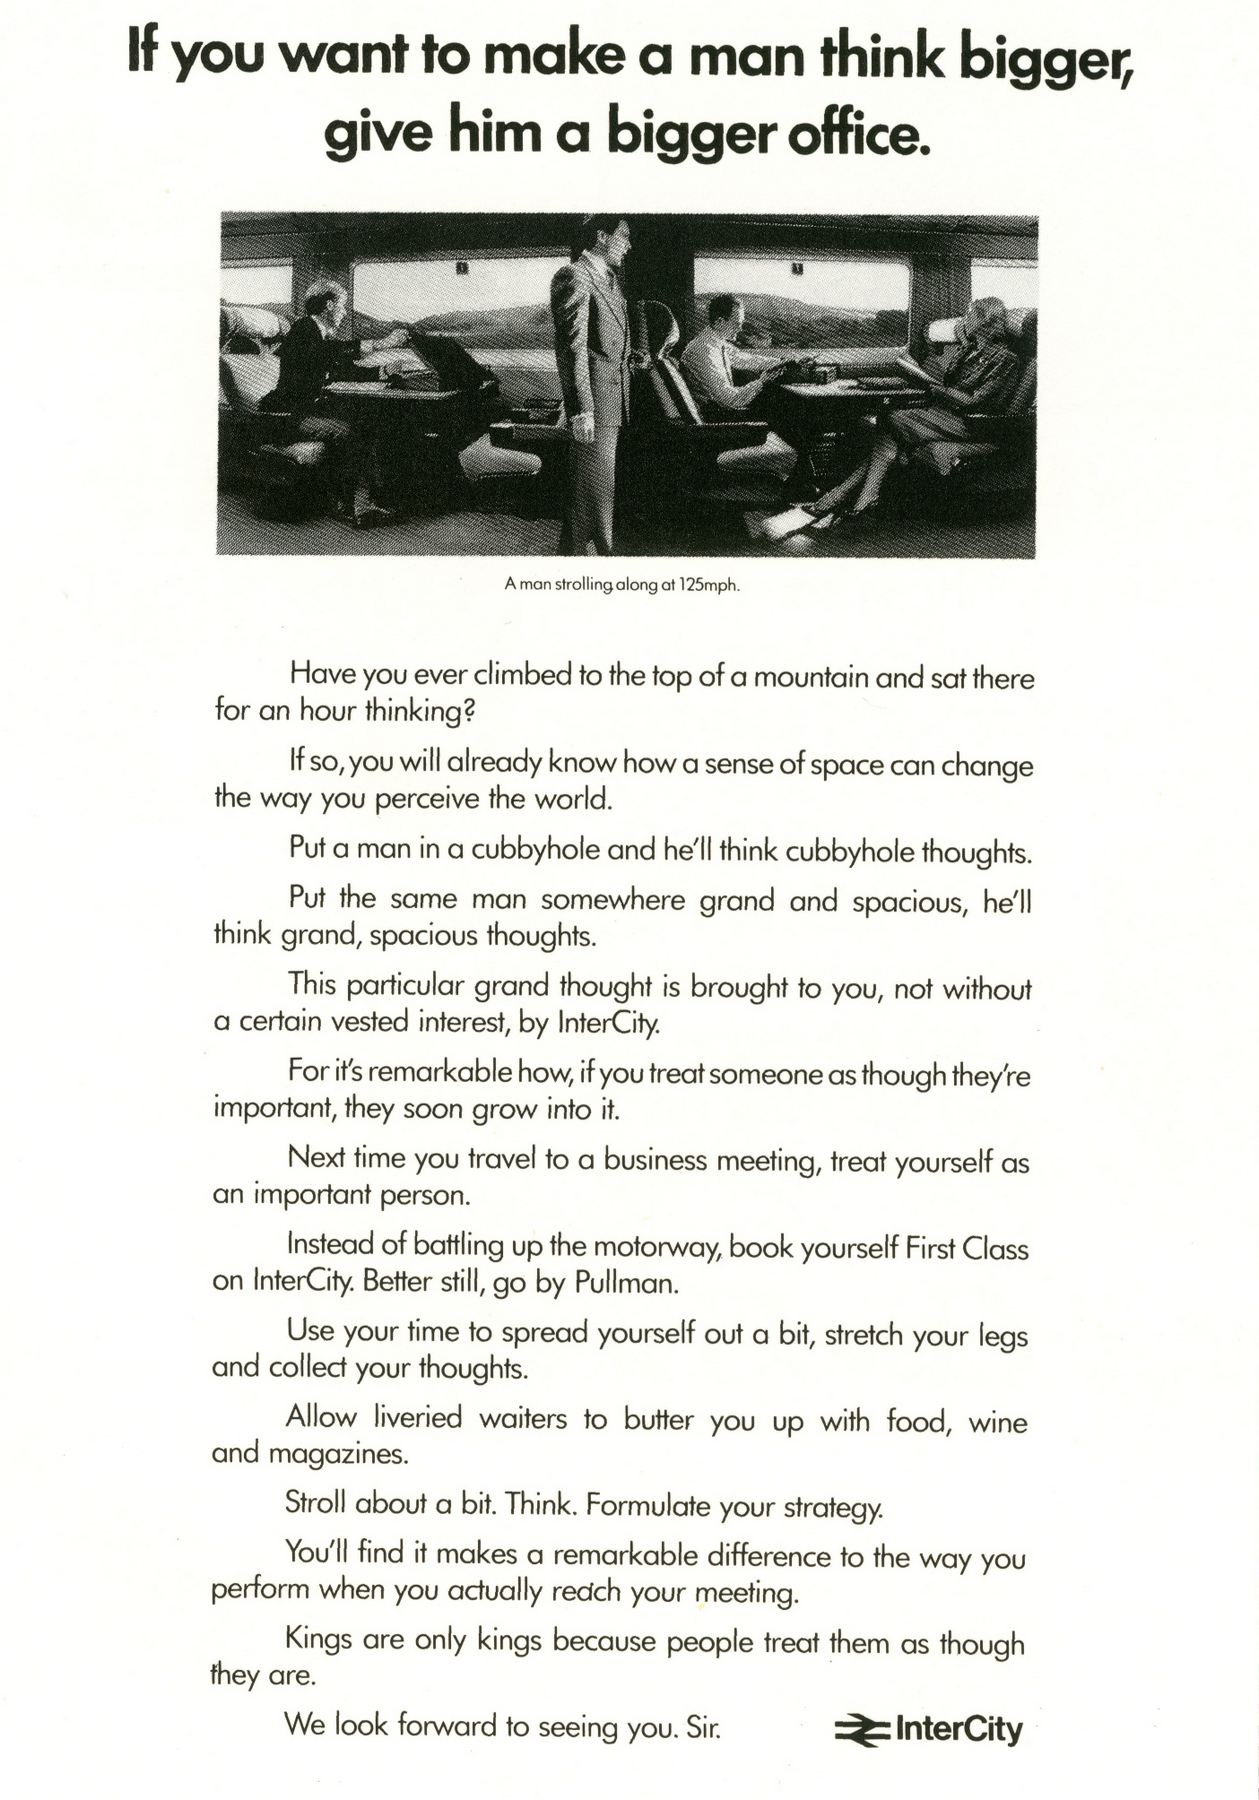 If you want to make a man think bigger,
give him a bigger office.
A man strolling along at 125mph.
Have you ever climbed to the top of a mountain and sat there
for an hour thinking?
If so, you will already know how a sense of space can change
the way you perceive the world.
Put a man in a cubbyhole and he'll think cubbyhole thoughts.
Put the same man somewhere grand and spacious, he'll
think grand, spacious thoughts.
This particular grand thought is brought to you, not without
a certain vested interest, by InterCity.
For it's remarkable how, if you treat someone as though they're
important, they soon grow into it.
Next time you travel to a business meeting, treat yourself as
an important person.
Instead of battling up the motorway, book yourself First Class
on InterCity. Better still, go by Pullman.
Use your time to spread yourself out a bit, stretch your legs
and collect your thoughts.
Allow liveried waiters to butter you up with food, wine
and magazines.
Stroll about a bit. Think. Formulate your strategy.
You'll find it makes a remarkable difference to the way you
perform when you actually reach your meeting.
Kings are only kings because people treat them as though
they are.
We look forward to seeing you. Sir.
InterCity